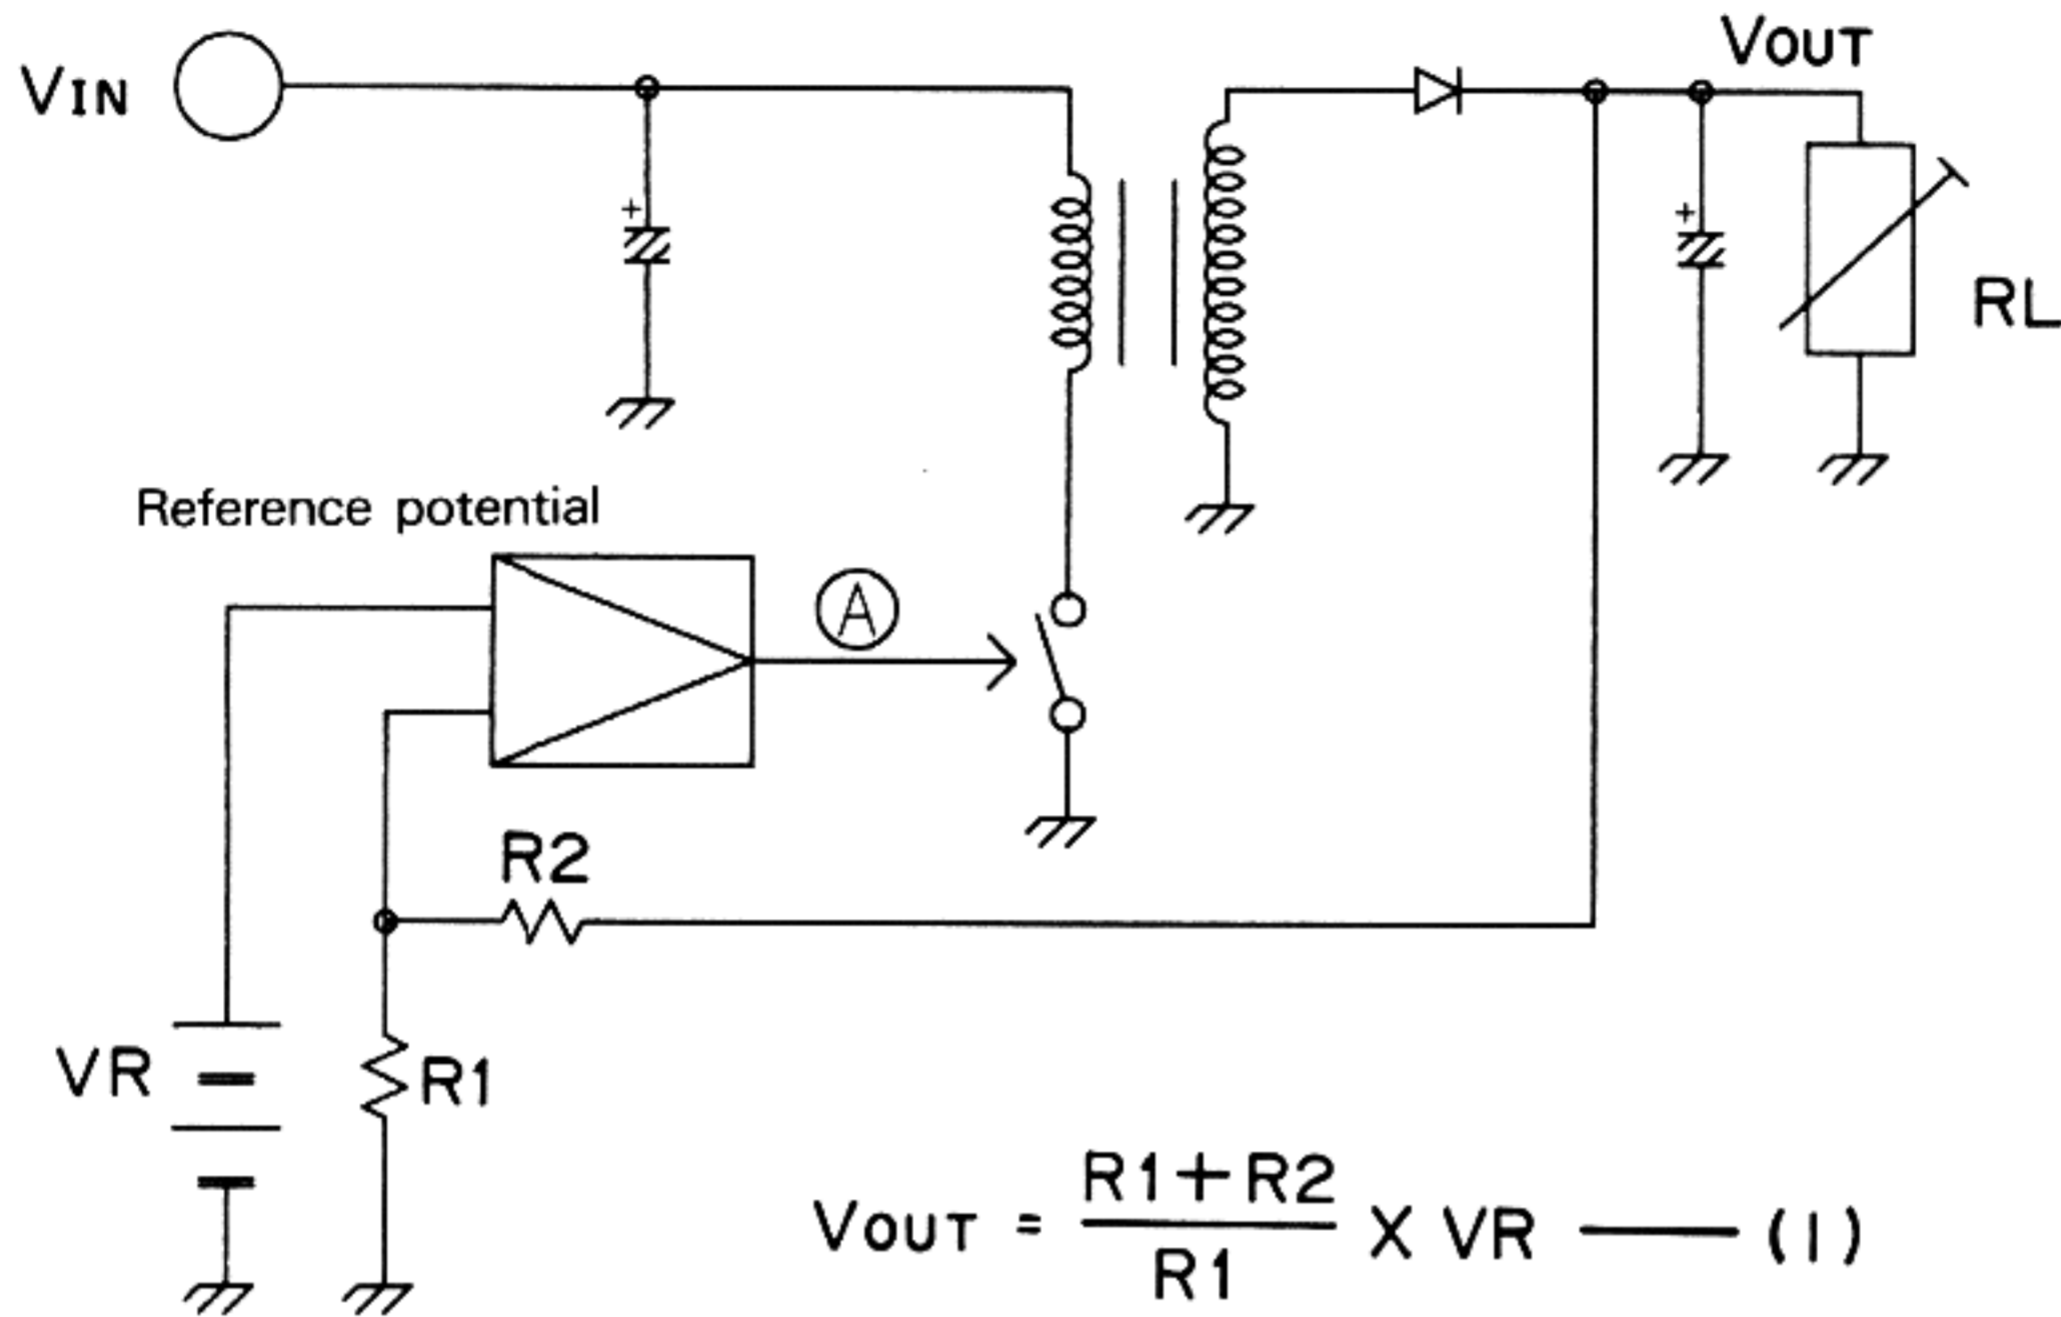 VOUT
VIN
+
+
RL
Reference potential
A
R2
VR
R1
VOUT = R1+R2 / R1 X VR — (1)